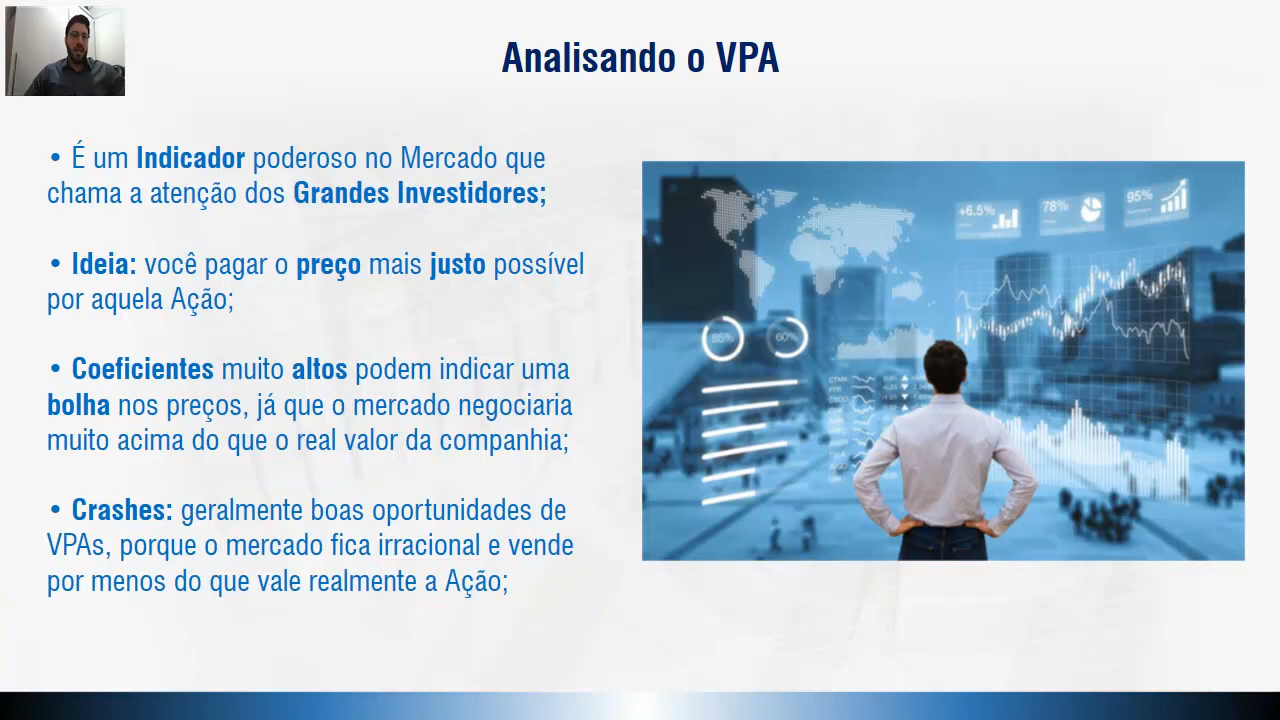 Analisando o VPA
• É um Indicador poderoso no Mercado que
chama a atenção dos Grandes Investidores;
• Ideia: você pagar o preço mais justo possível
por aquela Ação;
• Coeficientes muito altos podem indicar uma
bolha nos preços, já que o mercado negociaria
muito acima do que o real valor da companhia;
• Crashes: geralmente boas oportunidades de
VPAs, porque o mercado fica irracional e vende
por menos do que vale realmente a Ação;
+6.5%
78%
95%
85%
60%